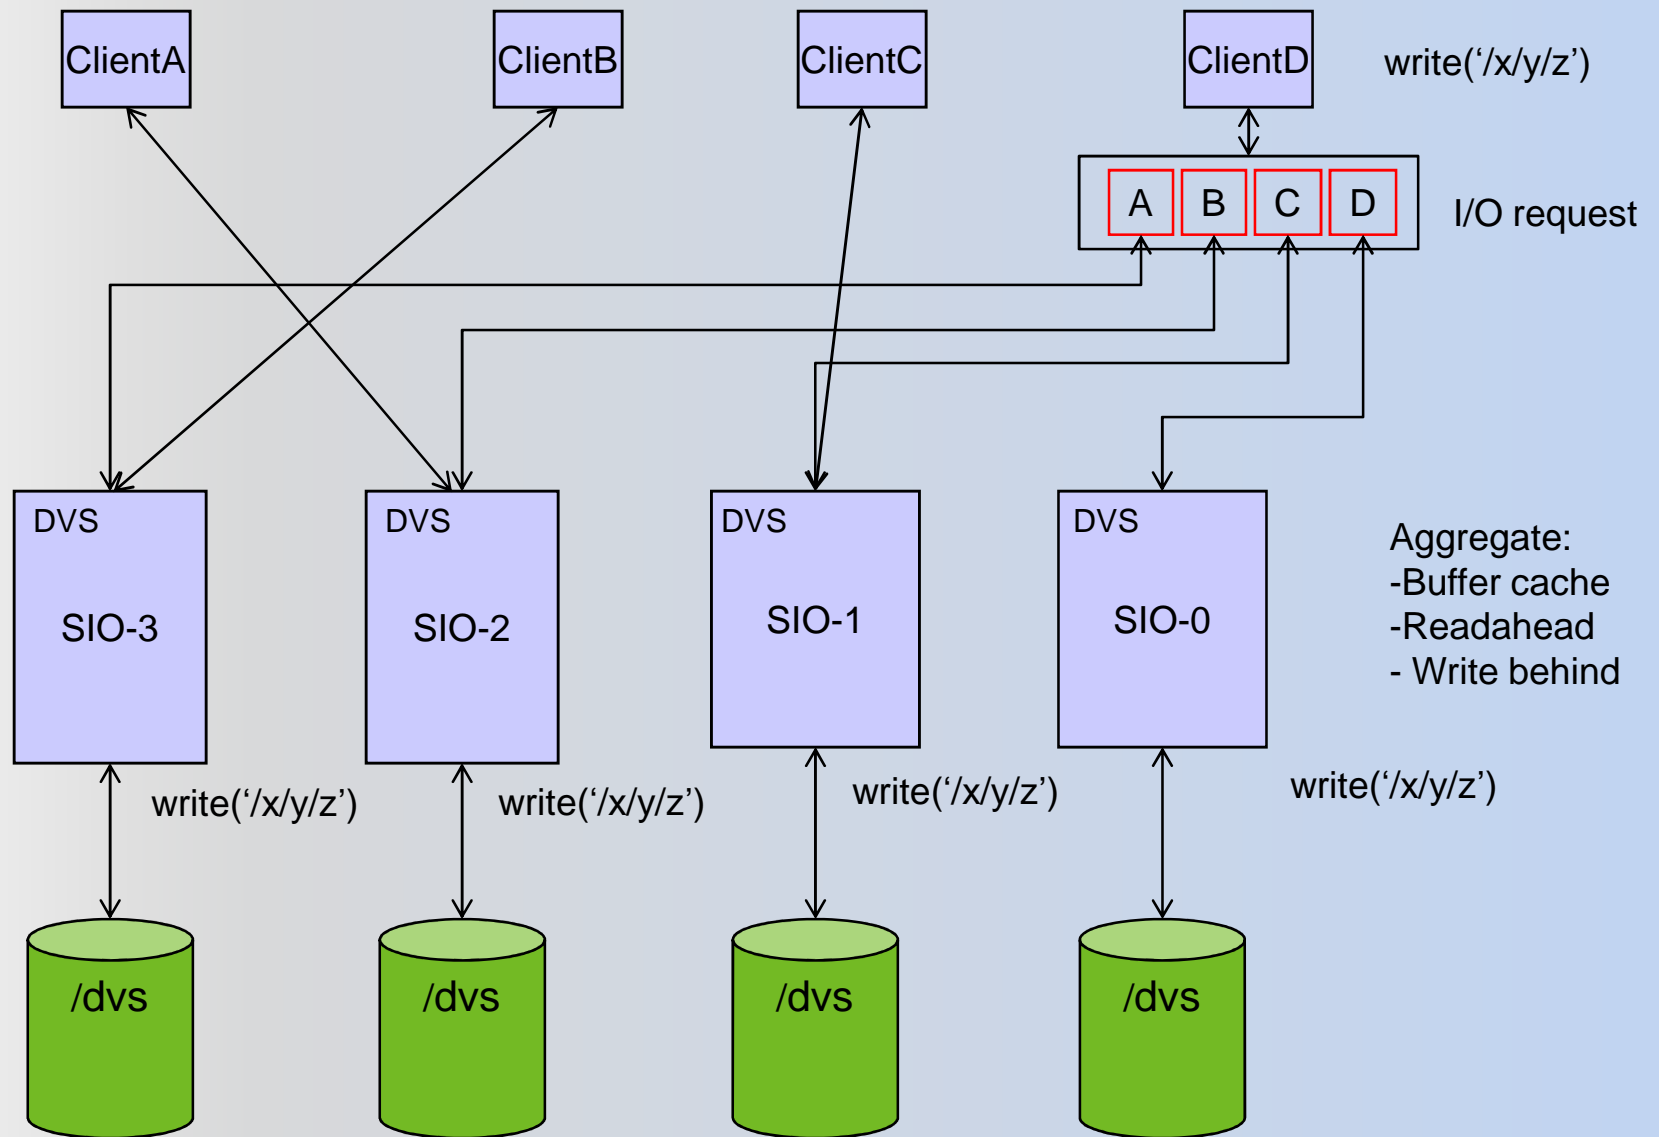 ClientA
ClientB
ClientC
ClientD
write(‘/x/y/z’)
A
B
C
D
I/O request
DVS
SIO-3
DVS
SIO-2
DVS
SIO-1
DVS
SIO-0
Aggregate:
-Buffer cache
-Readahead
- Write behind
write(‘/x/y/z’)
write(‘/x/y/z’)
write(‘/x/y/z’)
write(‘/x/y/z’)
/dvs
/dvs
/dvs
/dvs